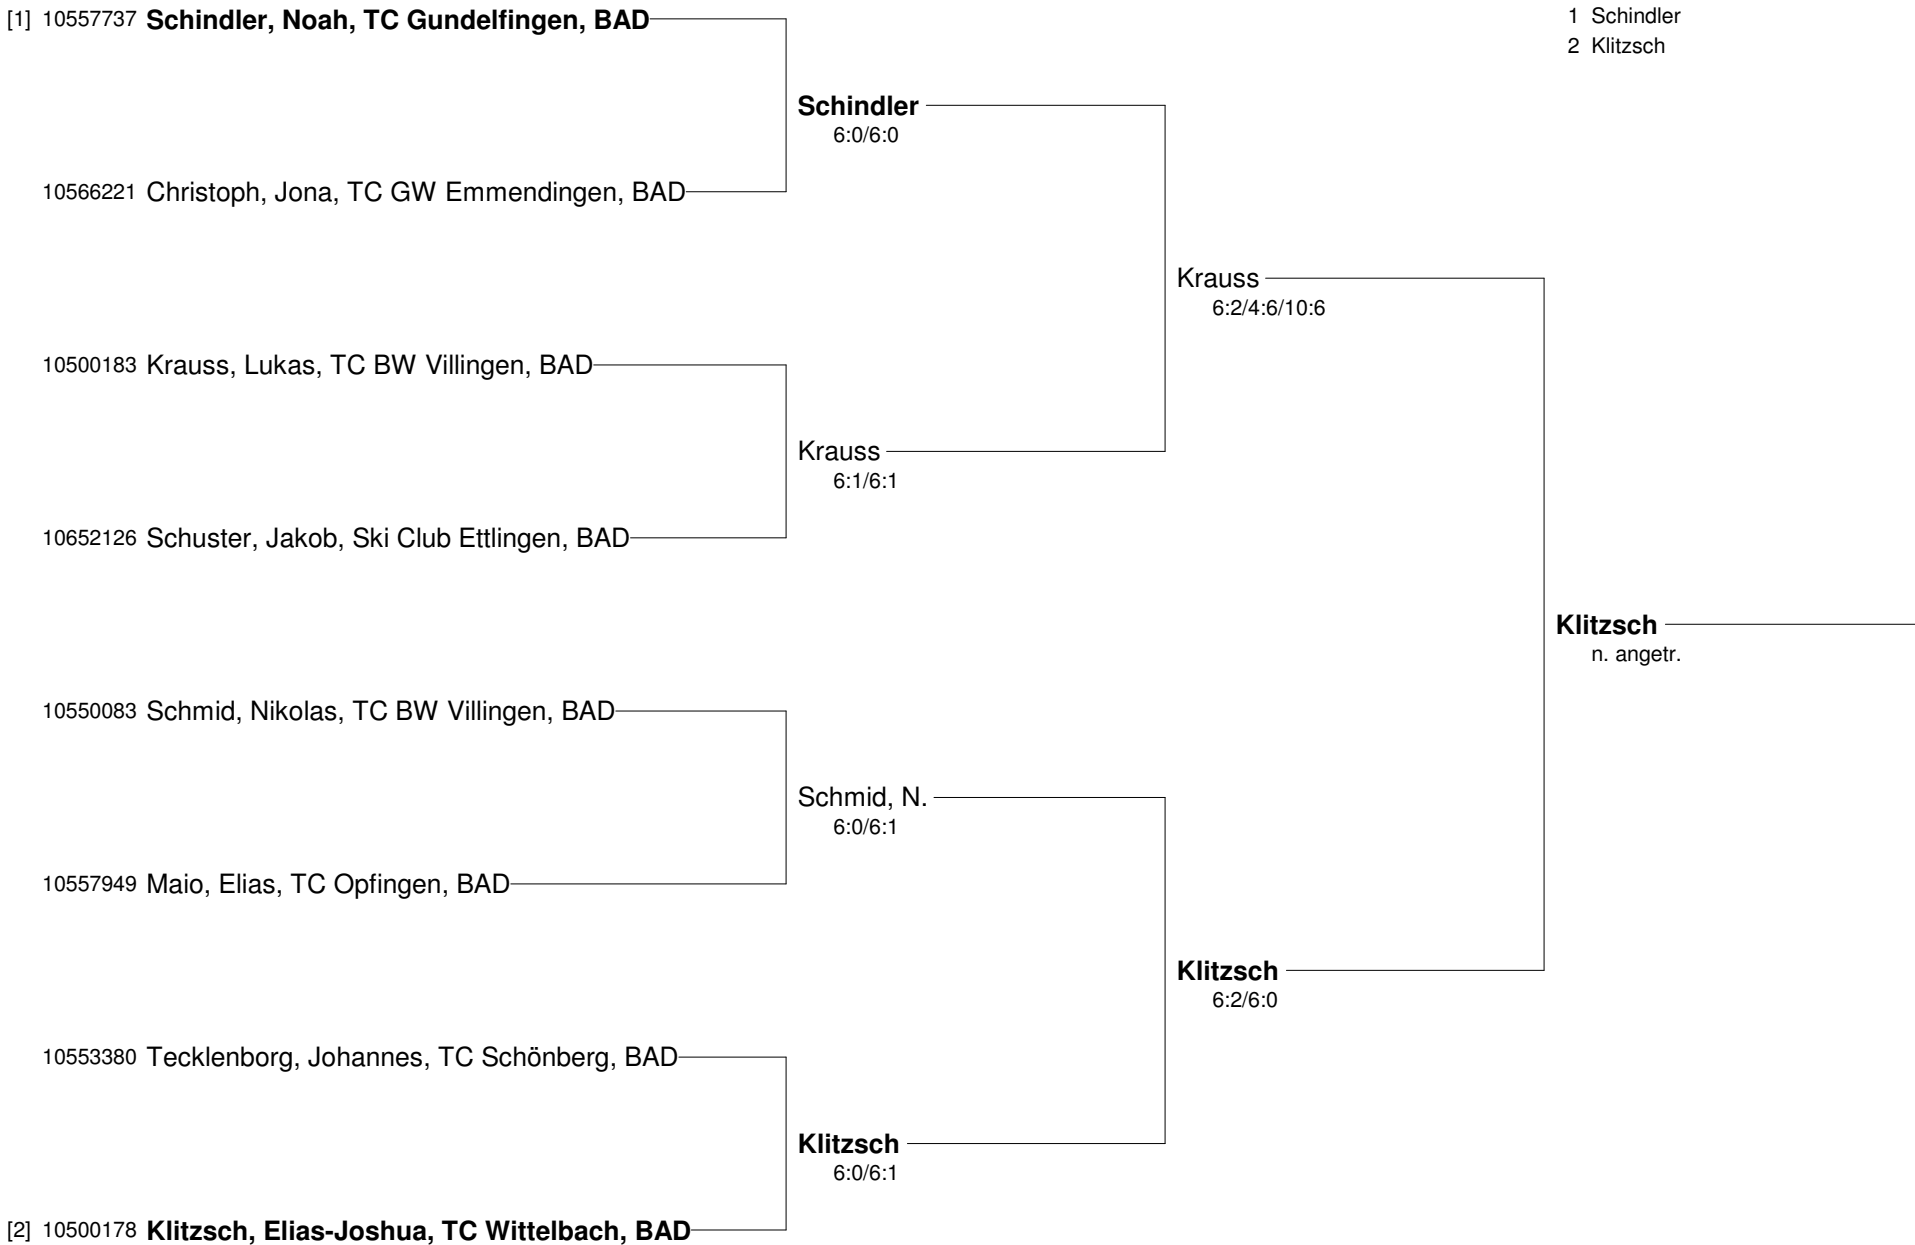 [1] 10557737 Schindler, Noah, TC Gundelfingen, BAD
1 Schindler
2 Klitzsch
Schindler
6:0/6:0
10566221 Christoph, Jona, TC GW Emmendingen, BAD
Krauss
6:2/4:6/10:6
10500183 Krauss, Lukas, TC BW Villingen, BAD
Krauss
6:1/6:1
10652126 Schuster, Jakob, Ski Club Ettlingen, BAD
Klitzsch
n. angetr.
10550083 Schmid, Nikolas, TC BW Villingen, BAD
Schmid, N.
6:0/6:1
10557949 Maio, Elias, TC Opfingen, BAD
Klitzsch
6:2/6:0
10553380 Tecklenborg, Johannes, TC Schönberg, BAD
Klitzsch
6:0/6:1
[2] 10500178 Klitzsch, Elias-Joshua, TC Wittelbach, BAD